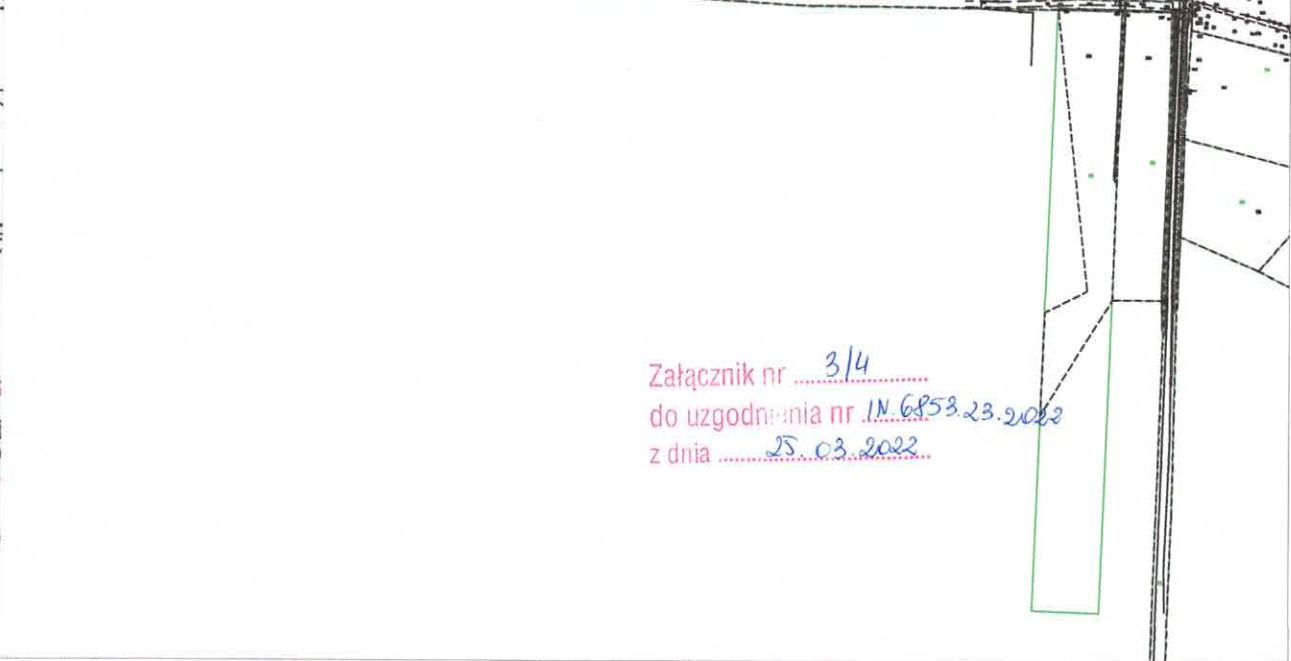 Załącznik nr 3/4
do uzgodnienia nr IN.6853.23.2022
z dnia 25.03.2022